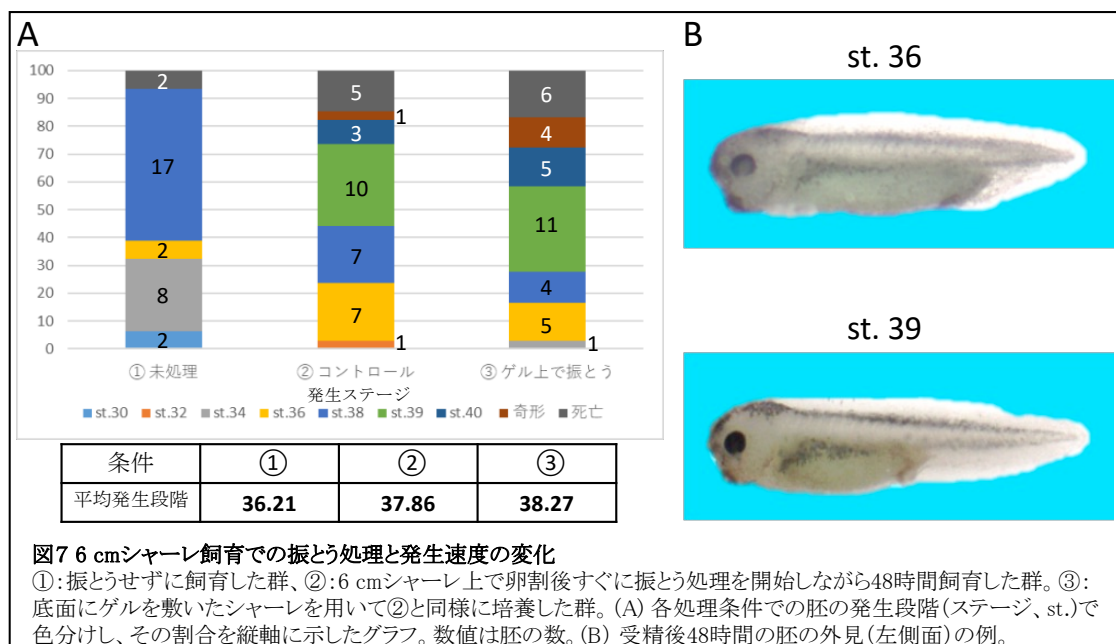 A
100
90
80
70
60
50
40
30
20
10
0
2
17
2
8
2
5
1
3
10
7
7
1
6
4
5
11
4
5
1
①未処理
②コントロール
③ゲル上で振とう
発生ステージ
st.30 st.32 st.34 st.36 st.38 st.39 st.40 奇形 死亡
条件 ① ② ③
平均発生段階 36.21 37.86 38.27
B
st. 36
st. 39
図7 6 cmシャーレ飼育での振とう処理と発生速度の変化
①:振とうせずに飼育した群、②:6 cmシャーレ上で卵割後すぐに振とう処理を開始しながら48時間飼育した群。③:
底面にゲルを敷いたシャーレを用いて②と同様に培養した群。(A) 各処理条件での胚の発生段階(ステージ、st.)で
色分けし、その割合を縦軸に示したグラフ。数値は胚の数。(B) 受精後48時間の胚の外見(左側面)の例。